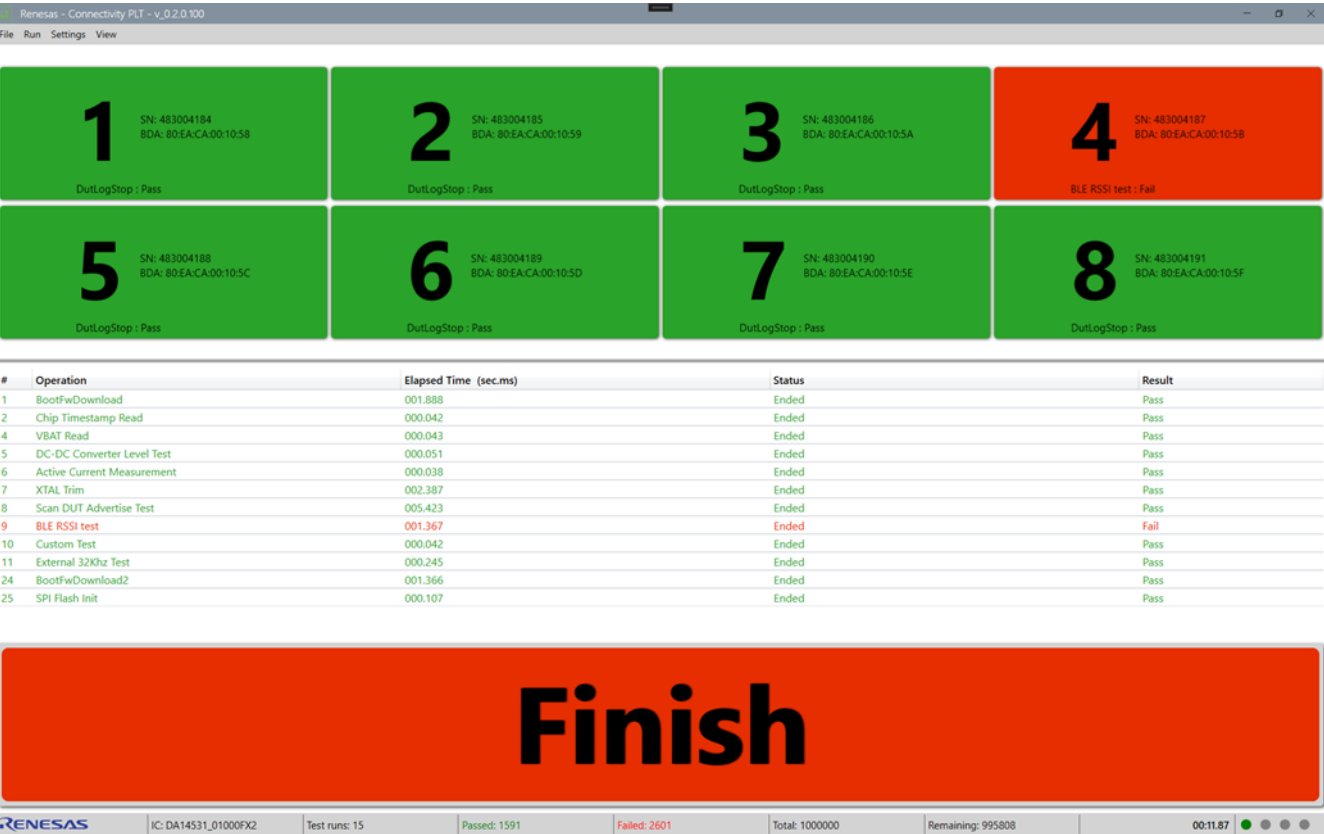 Renesas - Connectivity PLT - v_0.2.0.100
File Run Settings View
1 SN: 483004184
BDA: 80:EA:CA:00:10:58
DutLogStop : Pass
2 SN: 483004185
BDA: 80:EA:CA:00:10:59
DutLogStop : Pass
3 SN: 483004186
BDA: 80:EA:CA:00:10:5A
DutLogStop : Pass
4 SN: 483004187
BDA: 80:EA:CA:00:10:5B
BLE RSSI test : Fail
5 SN: 483004188
BDA: 80:EA:CA:00:10:5C
DutLogStop : Pass
6 SN: 483004189
BDA: 80:EA:CA:00:10:5D
DutLogStop : Pass
7 SN: 483004190
BDA: 80:EA:CA:00:10:5E
DutLogStop : Pass
8 SN: 483004191
BDA: 80:EA:CA:00:10:5F
DutLogStop : Pass
# Operation Elapsed Time (sec.ms) Status Result
1 BootFwDownload 001.888 Ended Pass
2 Chip Timestamp Read 000.042 Ended Pass
4 VBAT Read 000.043 Ended Pass
5 DC-DC Converter Level Test 000.051 Ended Pass
6 Active Current Measurement 000.038 Ended Pass
7 XTAL Trim 002.387 Ended Pass
8 Scan DUT Advertise Test 005.423 Ended Pass
9 BLE RSSI test 001.367 Ended Fail
10 Custom Test 000.042 Ended Pass
11 External 32Khz Test 000.245 Ended Pass
24 BootFwDownload2 001.366 Ended Pass
25 SPI Flash Init 000.107 Ended Pass
Finish
RENESAS IC: DA14531_01000FX2 Test runs: 15 Passed: 1591 Failed: 2601 Total: 1000000 Remaining: 995808 00:11.87